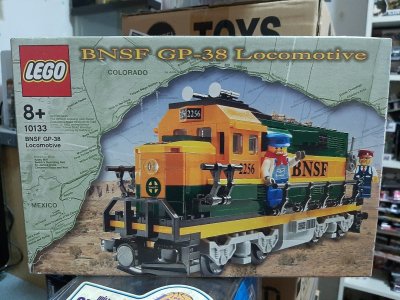 TOYS
BNSF GP-38 Locomotive
LEGO
COLORADO
8+
10133
BNSF GP-38
Locomotive
2256
2256
BNSF
MEXICO